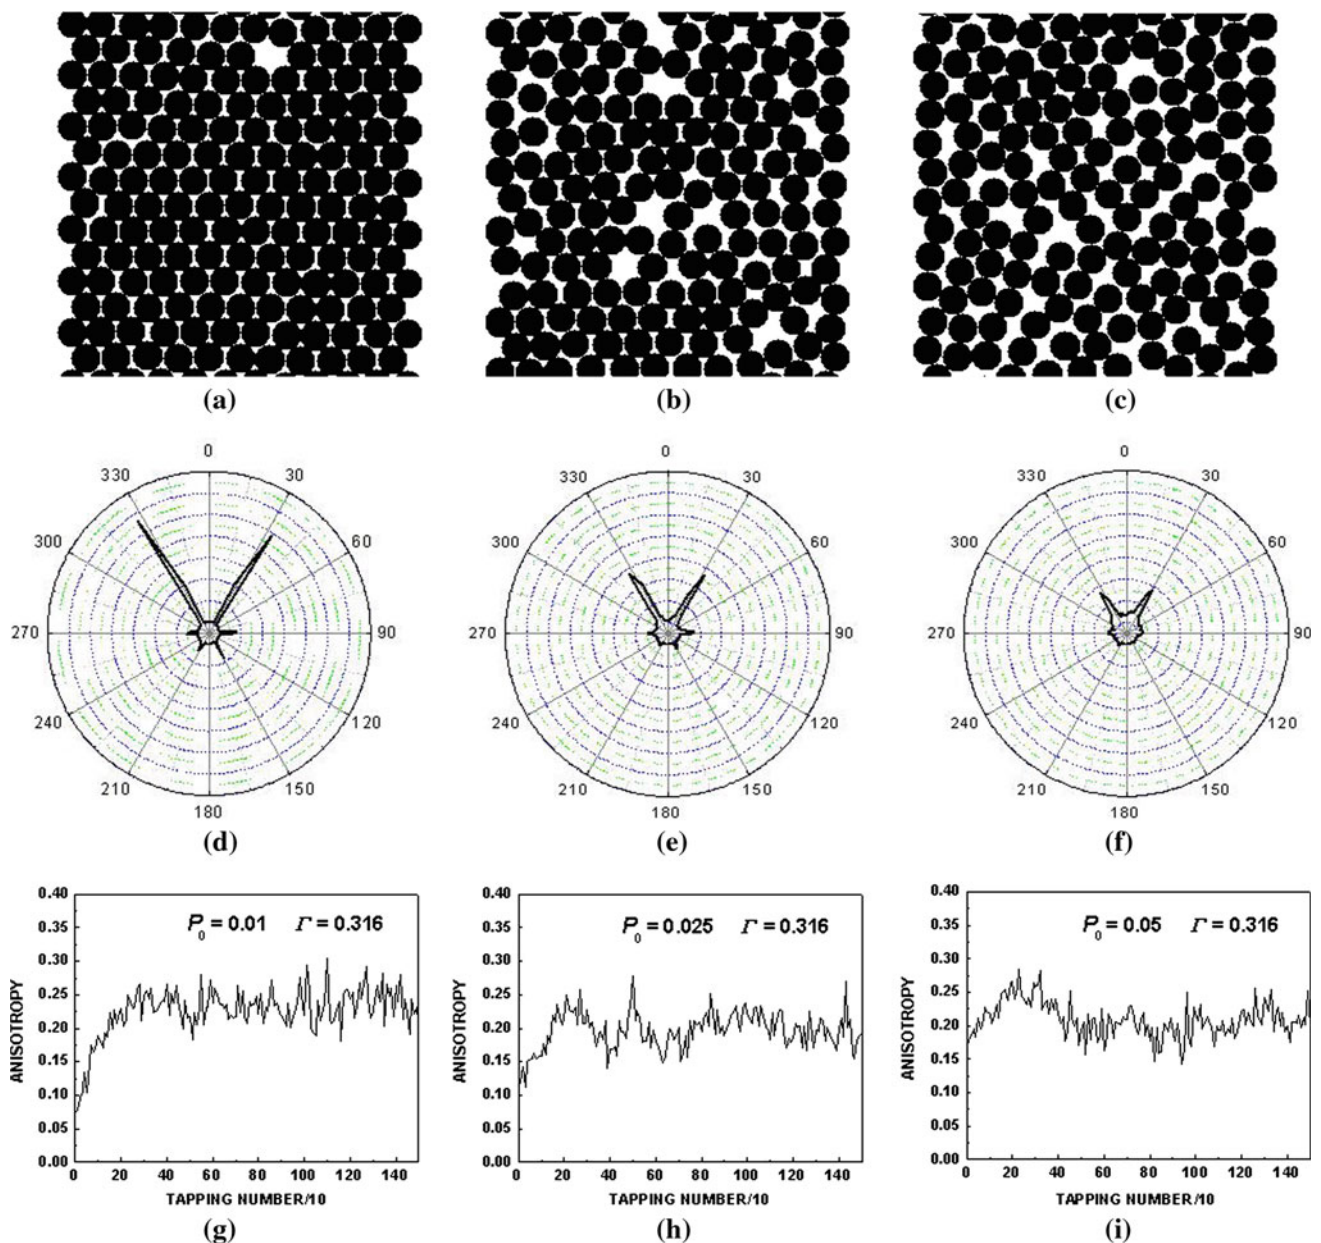 (a) (b) (c)
0 0 0
330 30 330 30 330 30
300 60 300 60 300 60
270 90 270 90 270 90
240 120 240 120 240 120
210 150 210 150 210 150
180 180 180
(d) (e) (f)
0.40 0.40 0.40
P0 = 0.01 Γ = 0.316 P0 = 0.025 Γ = 0.316 P0 = 0.05 Γ = 0.316
0.35 0.35 0.35
0.30 0.30 0.30
0.25 0.25 0.25
0.20 0.20 0.20
0.15 0.15 0.15
0.10 0.10 0.10
0.05 0.05 0.05
0.00 0.00 0.00
ANISOTROPY ANISOTROPY ANISOTROPY
0 20 40 60 80 100 120 140 0 20 40 60 80 100 120 140 0 20 40 60 80 100 120 140
TAPPING NUMBER/10 TAPPING NUMBER/10 TAPPING NUMBER/10
(g) (h) (i)